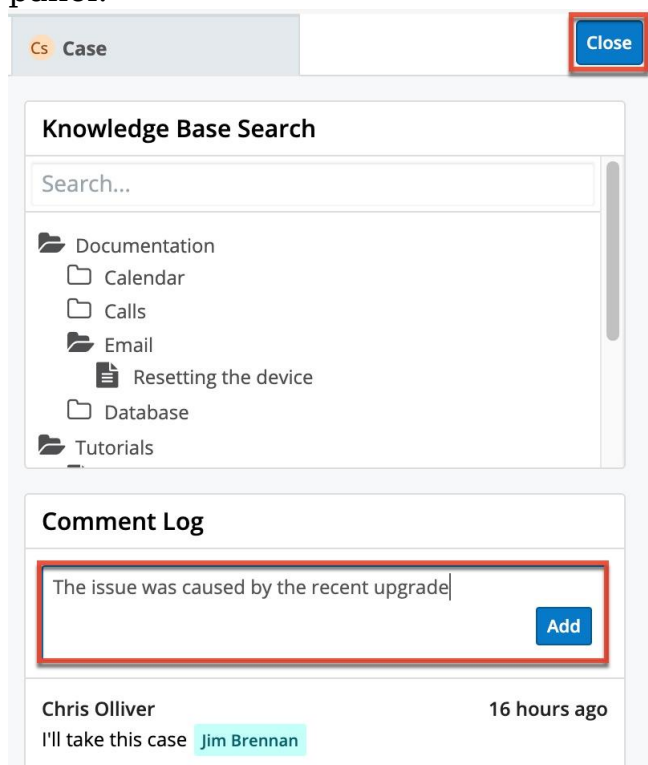 panel.
Cs Case
Close
Knowledge Base Search
Search...
Documentation
Calendar
Calls
Email
Resetting the device
Database
Tutorials
Comment Log
The issue was caused by the recent upgrade
Add
Chris Olliver 16 hours ago
I'll take this case Jim Brennan